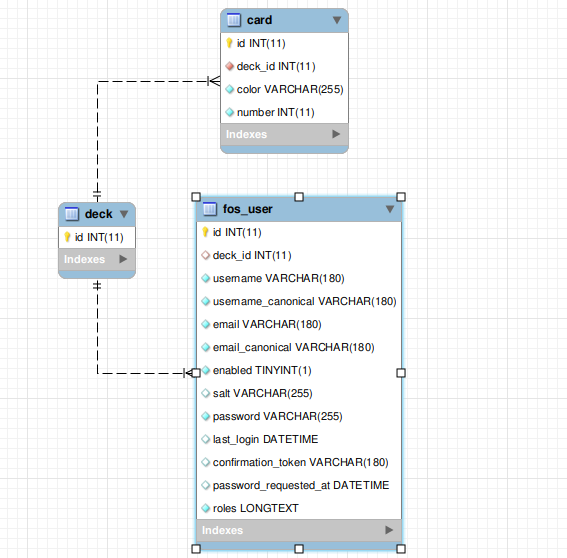 card
id INT(11)
deck_id INT(11)
color VARCHAR(255)
number INT(11)
Indexes
deck
id INT(11)
Indexes
fos_user
id INT(11)
deck_id INT(11)
username VARCHAR(180)
username_canonical VARCHAR(180)
email VARCHAR(180)
email_canonical VARCHAR(180)
enabled TINYINT(1)
salt VARCHAR(255)
password VARCHAR(255)
last_login DATETIME
confirmation_token VARCHAR(180)
password_requested_at DATETIME
roles LONGTEXT
Indexes